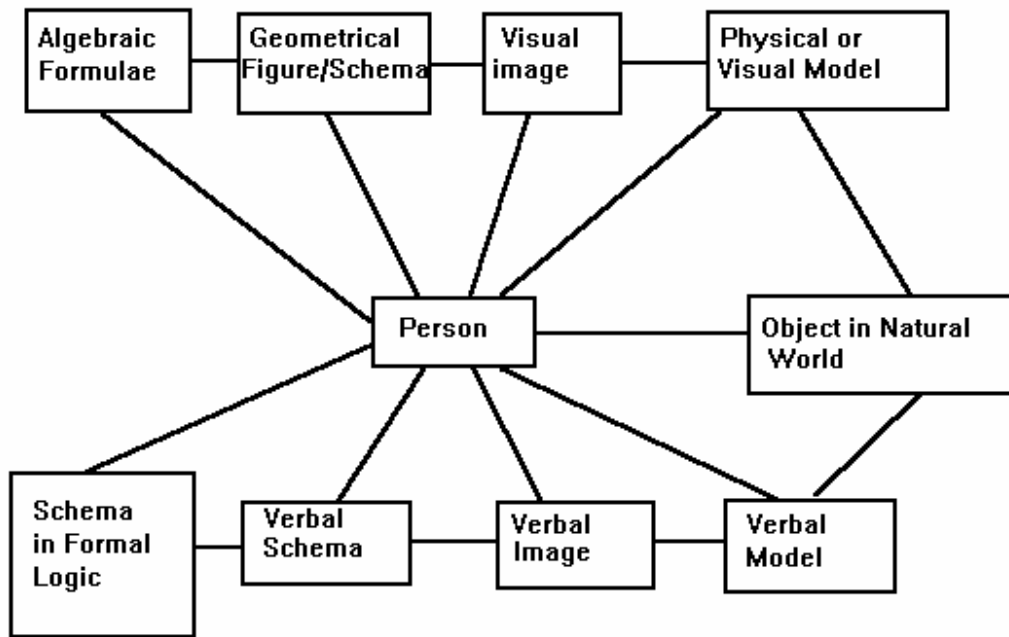 Algebraic
Formulae
Geometrical
Figure/Schema
Visual
image
Physical or
Visual Model
Person
Object in Natural
World
Schema
in Formal
Logic
Verbal
Schema
Verbal
Image
Verbal
Model